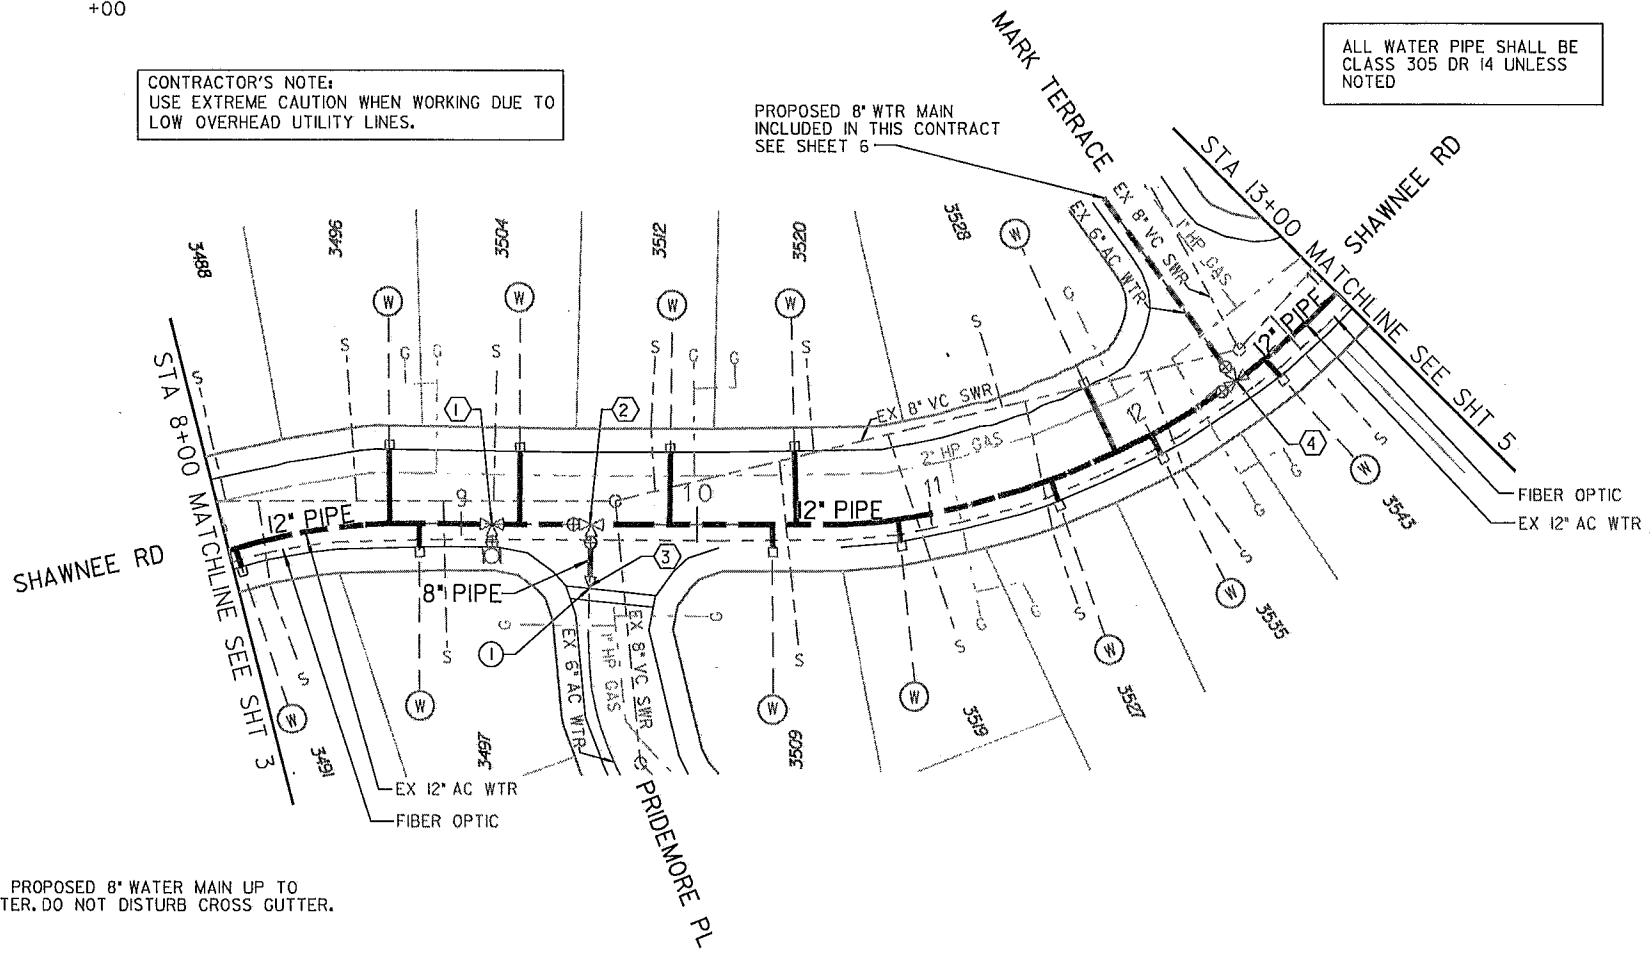 +00
CONTRACTOR'S NOTE:
USE EXTREME CAUTION WHEN WORKING DUE TO
LOW OVERHEAD UTILITY LINES.
ALL WATER PIPE SHALL BE
CLASS 305 DR 14 UNLESS
NOTED
PROPOSED 8" WTR MAIN
INCLUDED IN THIS CONTRACT
SEE SHEET 6
MARK TERRACE
STA 13+00 MATCHLINE SEE SHT 5
SHAWNEE RD
EX 8" VC SWR
EX 6" AC WTR
1" HP GAS
3488
3496
3504
3512
3520
3528
W
W
W
W
W
S
S
G
G
S
S
G
G
S
S
G
1
2
STA 8+00 MATCHLINE SEE SHT 3
EX 8" VC SWR
2" HP GAS
12" PIPE
9
10
12" PIPE
11
12
12" PIPE
4
SHAWNEE RD
8" PIPE
3
1
G
G
EX 6" AC WTR
1" HP GAS
EX 8" VC SWR
S
S
S
S
G
G
S
S
G
G
S
W
W
W
W
W
W
W
3491
3497
3509
3519
3527
3535
3543
FIBER OPTIC
EX 12" AC WTR
EX 12" AC WTR
FIBER OPTIC
PRIDEMORE PL
PROPOSED 8" WATER MAIN UP TO
TER. DO NOT DISTURB CROSS GUTTER.